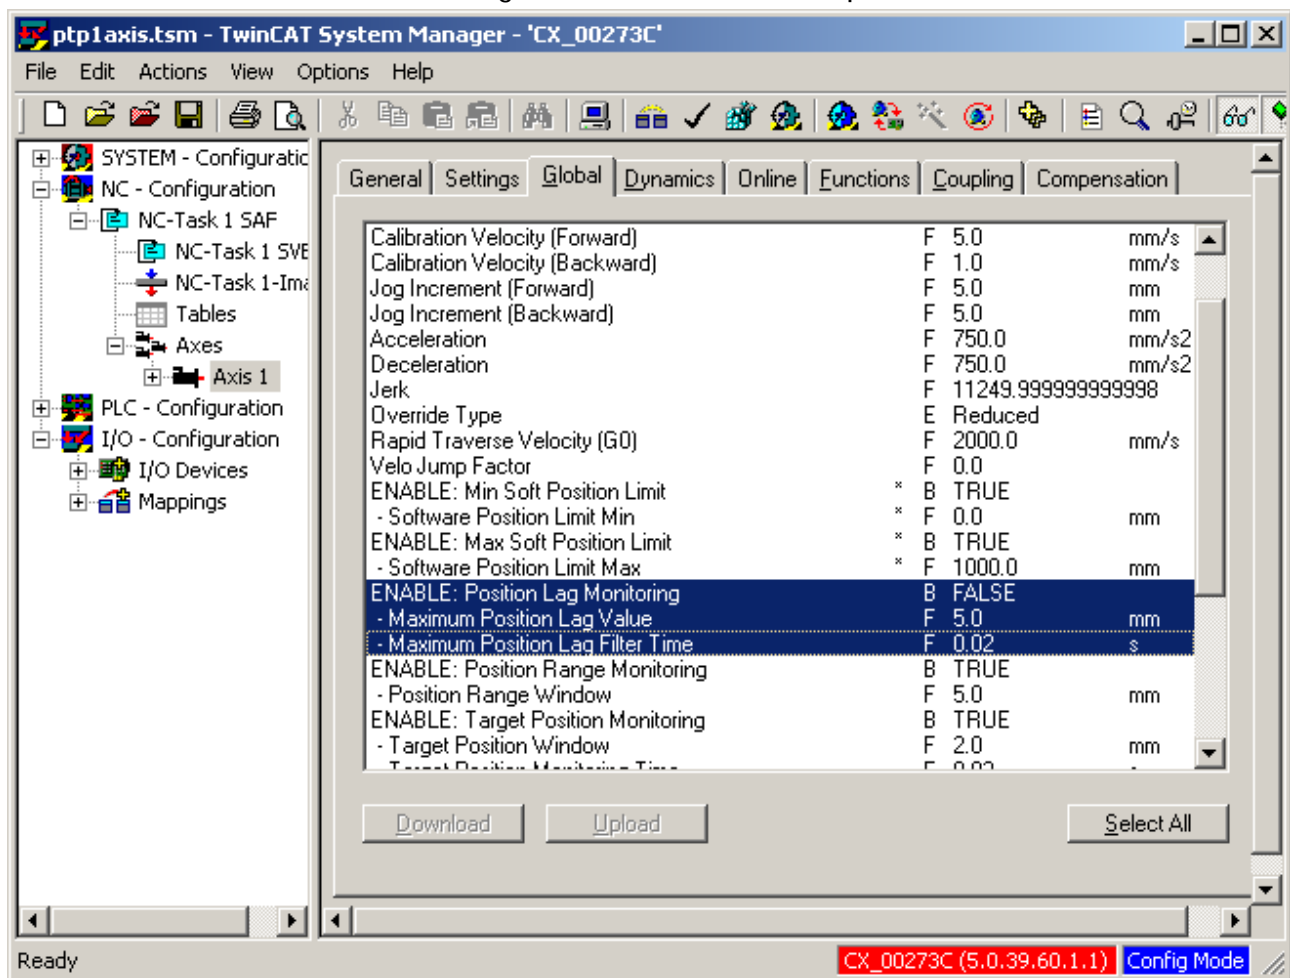 ptp1axis.tsm - TwinCAT System Manager - 'CX_00273C'
File Edit Actions View Options Help
SYSTEM - Configuratic
NC - Configuration
NC-Task 1 SAF
NC-Task 1 SVE
NC-Task 1-Ima
Tables
Axes
Axis 1
PLC - Configuration
I/O - Configuration
I/O Devices
Mappings
General Settings Global Dynamics Online Functions Coupling Compensation
Calibration Velocity (Forward) F 5.0 mm/s
Calibration Velocity (Backward) F 1.0 mm/s
Jog Increment (Forward) F 5.0 mm
Jog Increment (Backward) F 5.0 mm
Acceleration F 750.0 mm/s2
Deceleration F 750.0 mm/s2
Jerk F 11249.999999999998
Override Type E Reduced
Rapid Traverse Velocity (G0) F 2000.0 mm/s
Velo Jump Factor F 0.0
ENABLE: Min Soft Position Limit * B TRUE
- Software Position Limit Min * F 0.0 mm
ENABLE: Max Soft Position Limit * B TRUE
- Software Position Limit Max * F 1000.0 mm
ENABLE: Position Lag Monitoring B FALSE
- Maximum Position Lag Value F 5.0 mm
- Maximum Position Lag Filter Time F 0.02 s
ENABLE: Position Range Monitoring B TRUE
- Position Range Window F 5.0 mm
ENABLE: Target Position Monitoring B TRUE
- Target Position Window F 2.0 mm
- Target Position Monitoring Time F 0.02
Download Upload Select All
Ready CX_00273C (5.0.39.60.1.1) Config Mode